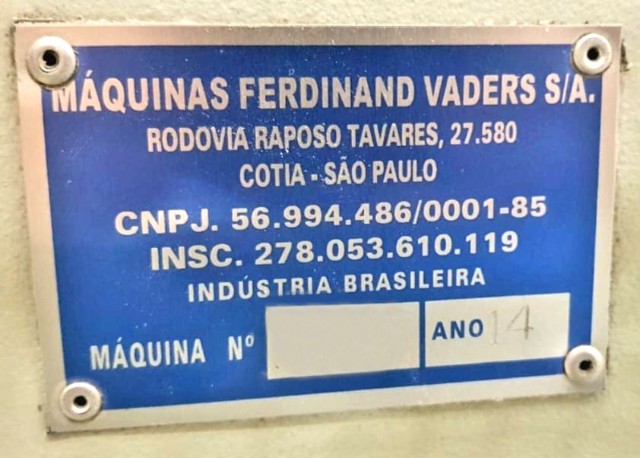 MÁQUINAS FERDINAND VADERS S/A.
RODOVIA RAPOSO TAVARES, 27.580
COTIA - SÃO PAULO
CNPJ. 56.994.486/0001-85
INSC. 278.053.610.119
INDÚSTRIA BRASILEIRA
MÁQUINA Nº ANO 14